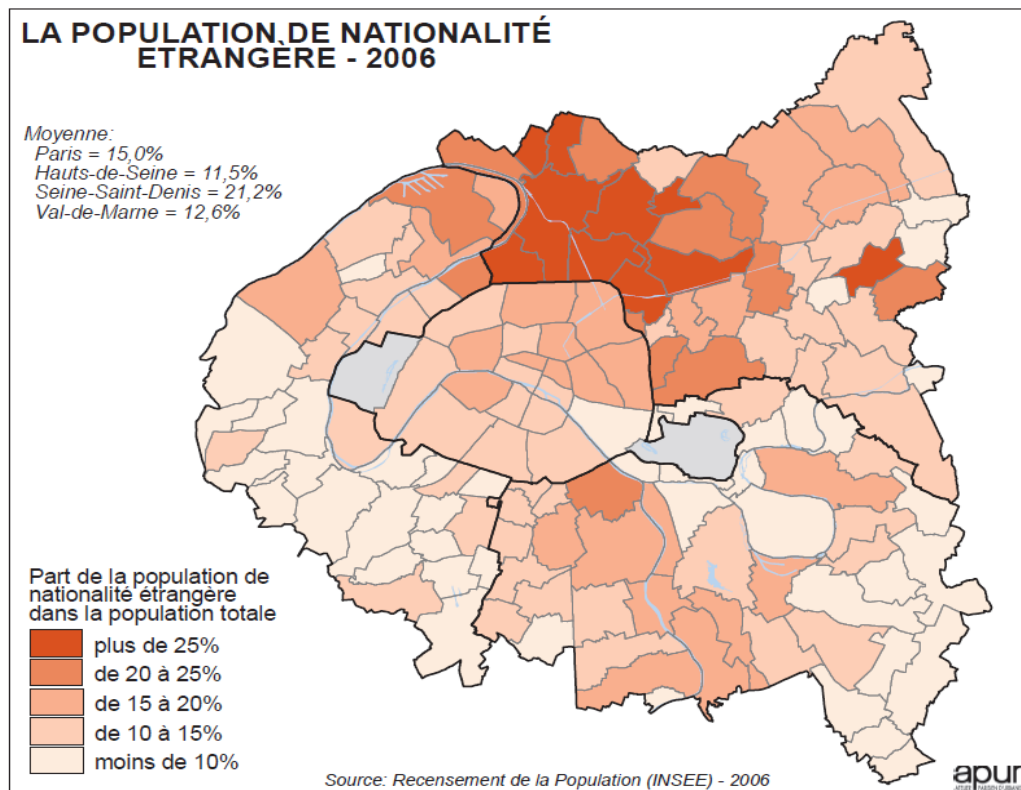 LA POPULATION DE NATIONALITÉ
ETRANGÈRE - 2006
Moyenne:
Paris = 15,0%
Hauts-de-Seine = 11,5%
Seine-Saint-Denis = 21,2%
Val-de-Marne = 12,6%
Part de la population de
nationalité étrangère
dans la population totale
plus de 25%
de 20 à 25%
de 15 à 20%
de 10 à 15%
moins de 10%
Source: Recensement de la Population (INSEE) - 2006
apur